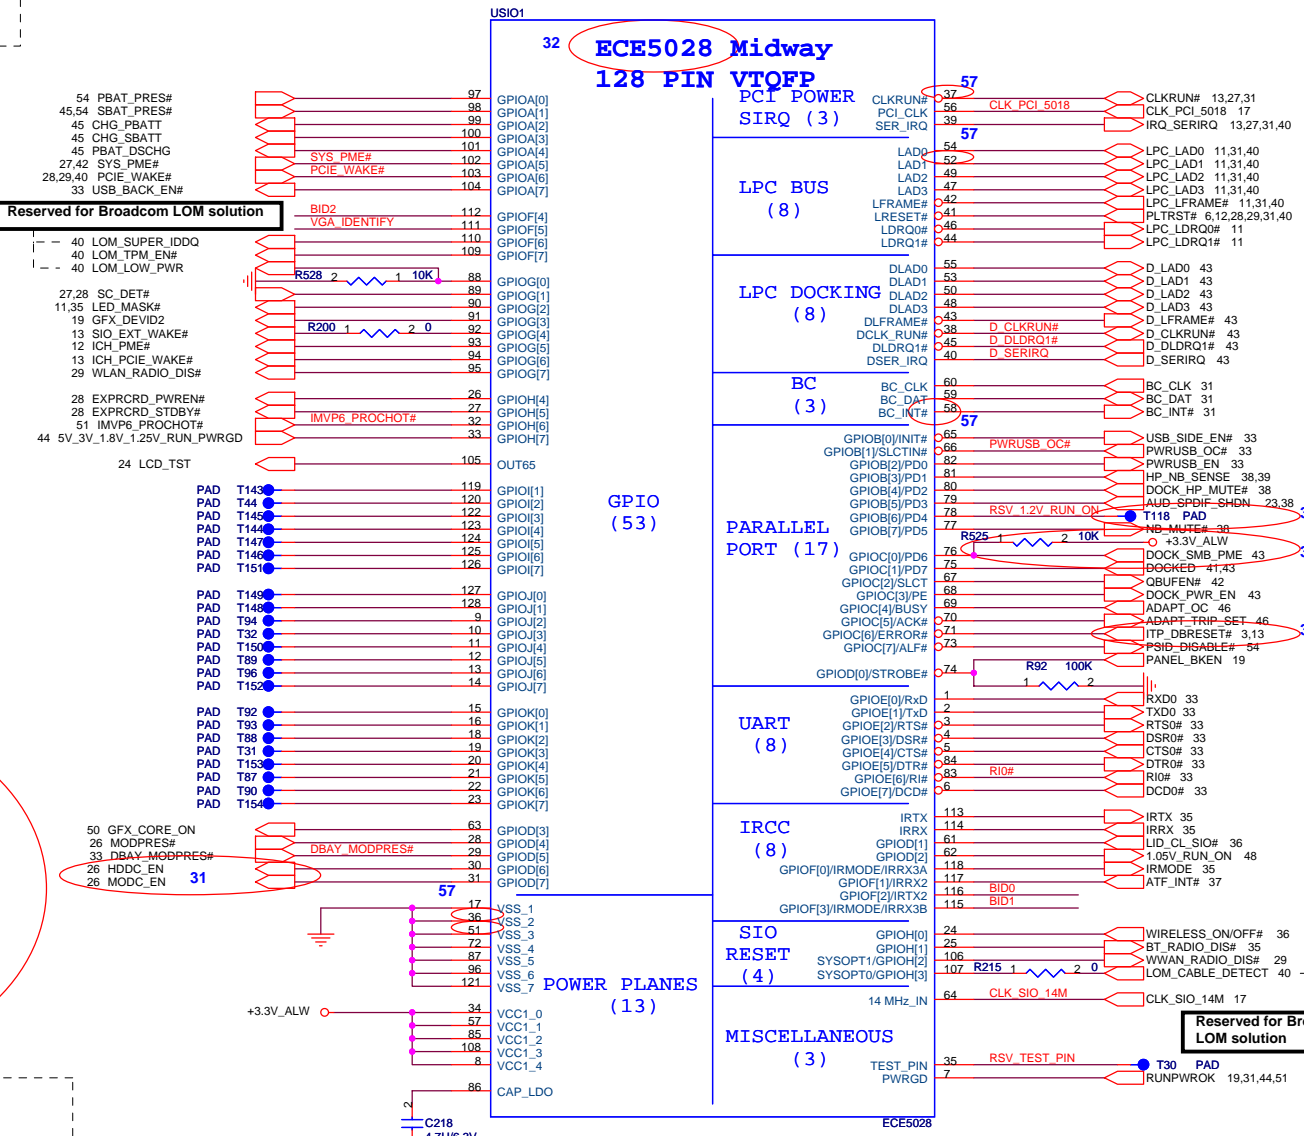 USIO1
32 ECE5028 Midway
128 PIN VTQFP
54 PBAT_PRES# 97 GPIOA[0]
45,54 SBAT_PRES# 98 GPIOA[1]
45 CHG_PBATT 99 GPIOA[2]
45 CHG_SBATT 100 GPIOA[3]
45 PBAT_DSCHG 101 GPIOA[4]
27,42 SYS_PME# SYS_PME# 102 GPIOA[5]
28,29,40 PCIE_WAKE# PCIE_WAKE# 103 GPIOA[6]
33 USB_BACK_EN# 104 GPIOA[7]
Reserved for Broadcom LOM solution
BID2 112 GPIOF[4]
VGA_IDENTIFY 111 GPIOF[5]
40 LOM_SUPER_IDDQ 110 GPIOF[6]
40 LOM_TPM_EN# 109 GPIOF[7]
40 LOM_LOW_PWR
R528 2 1 10K 88 GPIOG[0]
27,28 SC_DET# 89 GPIOG[1]
11,35 LED_MASK# 90 GPIOG[2]
19 GFX_DEVID2 91 GPIOG[3]
13 SIO_EXT_WAKE# R200 1 2 0 92 GPIOG[4]
12 ICH_PME# 93 GPIOG[5]
13 ICH_PCIE_WAKE# 94 GPIOG[6]
29 WLAN_RADIO_DIS# 95 GPIOG[7]
28 EXPRCRD_PWREN# 26 GPIOH[4]
28 EXPRCRD_STDBY# 27 GPIOH[5]
51 IMVP6_PROCHOT# IMVP6_PROCHOT# 32 GPIOH[6]
44 5V_3V_1.8V_1.25V_RUN_PWRGD 33 GPIOH[7]
24 LCD_TST 105 OUT65
PAD T143 119 GPIOI[1]
PAD T44 120 GPIOI[2]
PAD T145 122 GPIOI[3]
PAD T144 123 GPIOI[4]
PAD T147 124 GPIOI[5]
PAD T146 125 GPIOI[6]
PAD T151 126 GPIOI[7]
PAD T149 127 GPIOJ[0]
PAD T148 128 GPIOJ[1]
PAD T94 9 GPIOJ[2]
PAD T32 10 GPIOJ[3]
PAD T150 11 GPIOJ[4]
PAD T89 12 GPIOJ[5]
PAD T96 13 GPIOJ[6]
PAD T152 14 GPIOJ[7]
PAD T92 15 GPIOK[0]
PAD T93 16 GPIOK[1]
PAD T88 18 GPIOK[2]
PAD T31 19 GPIOK[3]
PAD T153 20 GPIOK[4]
PAD T87 21 GPIOK[5]
PAD T90 22 GPIOK[6]
PAD T154 23 GPIOK[7]
50 GFX_CORE_ON 63 GPIOD[3]
26 MODPRES# 28 GPIOD[4]
33 DBAY_MODPRES# DBAY_MODPRES# 29 GPIOD[5]
26 HDDC_EN 30 GPIOD[6]
26 MODC_EN 31 31 GPIOD[7]
57
17 VSS_1
36 VSS_2
51 VSS_3
72 VSS_4
87 VSS_5
96 VSS_6
121 VSS_7
+3.3V_ALW 34 VCC1_0
57 VCC1_1
85 VCC1_2
108 VCC1_3
8 VCC1_4
86 CAP_LDO
2
C218
GPIO
(53)
POWER PLANES
(13)
PCI POWER
SIRQ (3)
57
CLKRUN# 37 CLKRUN# 13,27,31
PCI_CLK 56 CLK_PCI_5018 CLK_PCI_5018 17
SER_IRQ 39 IRQ_SERIRQ 13,27,31,40
57
LPC BUS
(8)
LAD0 54 LPC_LAD0 11,31,40
LAD1 52 LPC_LAD1 11,31,40
LAD2 49 LPC_LAD2 11,31,40
LAD3 47 LPC_LAD3 11,31,40
LFRAME# 42 LPC_LFRAME# 11,31,40
LRESET# 41 PLTRST# 6,12,28,29,31,40
LDRQ0# 46 LPC_LDRQ0# 11
LDRQ1# 44 LPC_LDRQ1# 11
LPC DOCKING
(8)
DLAD0 55 D_LAD0 43
DLAD1 53 D_LAD1 43
DLAD2 50 D_LAD2 43
DLAD3 48 D_LAD3 43
DLFRAME# 43 D_LFRAME# 43
DCLK_RUN# 38 D_CLKRUN# D_CLKRUN# 43
DLDRQ1# 45 D_DLDRQ1# D_DLDRQ1# 43
DSER_IRQ 40 D_SERIRQ D_SERIRQ 43
BC
(3)
BC_CLK 60 BC_CLK 31
BC_DAT 59 BC_DAT 31
BC_INT# 58 BC_INT# 31
57
PARALLEL
PORT (17)
GPIOB[0]/INIT# 65 USB_SIDE_EN# 33
GPIOB[1]/SLCTIN# 66 PWRUSB_OC# PWRUSB_OC# 33
GPIOB[2]/PD0 82 PWRUSB_EN 33
GPIOB[3]/PD1 81 HP_NB_SENSE 38,39
GPIOB[4]/PD2 80 DOCK_HP_MUTE# 38
GPIOB[5]/PD3 79 AUD_SPDIF_SHDN 23,38
GPIOB[6]/PD4 78 RSV_1.2V_RUN_ON T118 PAD
GPIOB[7]/PD5 77 NB_MUTE# 38
R525 1 2 10K +3.3V_ALW
GPIOC[0]/PD6 76 DOCK_SMB_PME 43
GPIOC[1]/PD7 75 DOCKED 41,43
GPIOC[2]/SLCT 67 QBUFEN# 42
GPIOC[3]/PE 68 DOCK_PWR_EN 43
GPIOC[4]/BUSY 69 ADAPT_OC 46
GPIOC[5]/ACK# 70 ADAPT_TRIP_SET 46
GPIOC[6]/ERROR# 71 ITP_DBRESET# 3,13
GPIOC[7]/ALF# 73 PSID_DISABLE# 54
PANEL_BKEN 19
GPIOD[0]/STROBE# 74 R92 100K
1 2
UART
(8)
GPIOE[0]/RxD 1 RXD0 33
GPIOE[1]/TxD 2 TXD0 33
GPIOE[2]/RTS# 3 RTS0# 33
GPIOE[3]/DSR# 4 DSR0# 33
GPIOE[4]/CTS# 5 CTS0# 33
GPIOE[5]/DTR# 84 DTR0# 33
GPIOE[6]/RI# 83 RI0# RI0# 33
GPIOE[7]/DCD# 6 DCD0# 33
IRCC
(8)
IRTX 113 IRTX 35
IRRX 114 IRRX 35
GPIOD[1] 61 LID_CL_SIO# 36
GPIOD[2] 62 1.05V_RUN_ON 48
GPIOF[0]/IRMODE/IRRX3A 118 IRMODE 35
GPIOF[1]/IRRX2 117 ATF_INT# 37
GPIOF[2]/IRTX2 116 BID0
GPIOF[3]/IRMODE/IRRX3B 115 BID1
SIO
RESET
(4)
GPIOH[0] 24 WIRELESS_ON/OFF# 36
GPIOH[1] 25 BT_RADIO_DIS# 35
SYSOPT1/GPIOH[2] 106 WWAN_RADIO_DIS# 29
SYSOPT0/GPIOH[3] 107 R215 1 2 0 LOM_CABLE_DETECT 40
14 MHz_IN 64 CLK_SIO_14M CLK_SIO_14M 17
Reserved for
LOM solution
MISCELLANEOUS
(3)
TEST_PIN 35 RSV_TEST_PIN T30 PAD
PWRGD 7 RUNPWROK 19,31,44,51
ECE5028